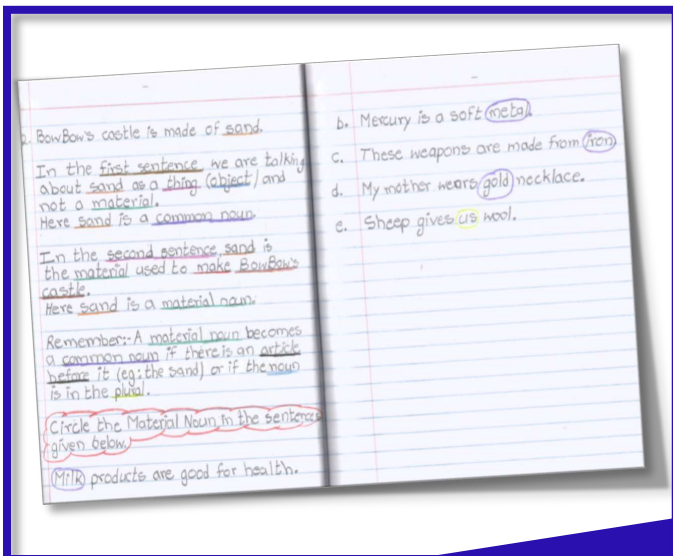 2. BowBow's castle is made of sand.
In the first sentence we are talking
about sand as a thing (object) and
not a material.
Here sand is a common noun.
In the second sentence, sand is
the material used to make BowBow's
castle.
Here sand is a material noun.
Remember:- A material noun becomes
a common noun if there is an article
before it (eg: the sand) or if the noun
is in the plural.
Circle the Material Noun in the sentences
given below.
Milk products are good for health.
b. Mercury is a soft metal.
c. These weapons are made from iron.
d. My mother wears gold necklace.
e. Sheep gives us wool.